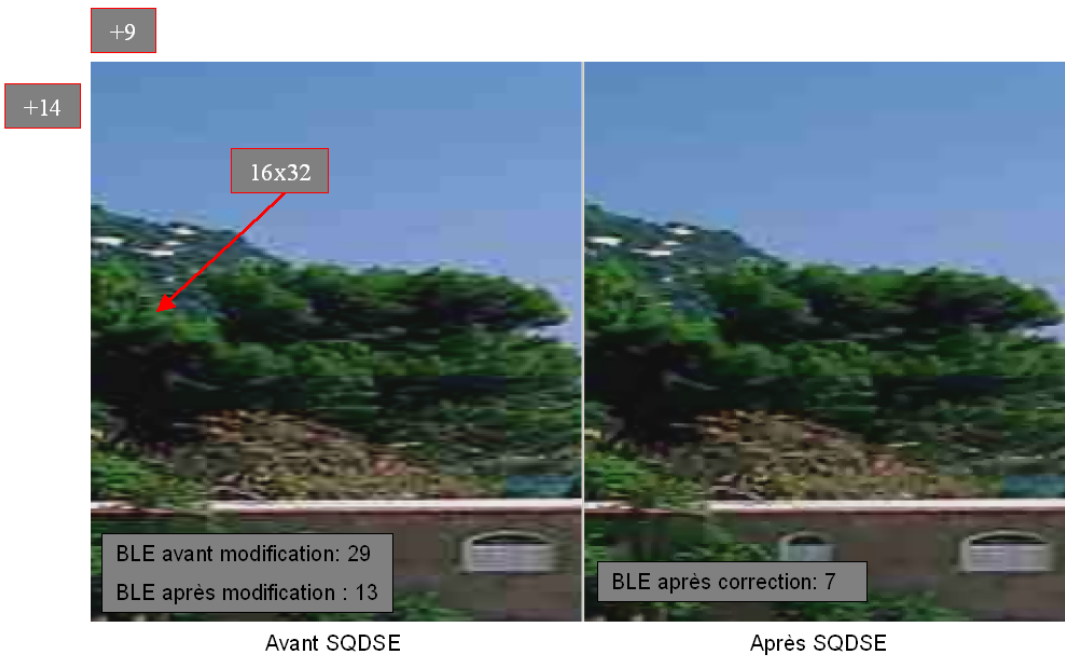 +9
+14
16x32
BLE avant modification: 29
BLE après modification : 13
BLE après correction: 7
Avant SQDSE
Après SQDSE